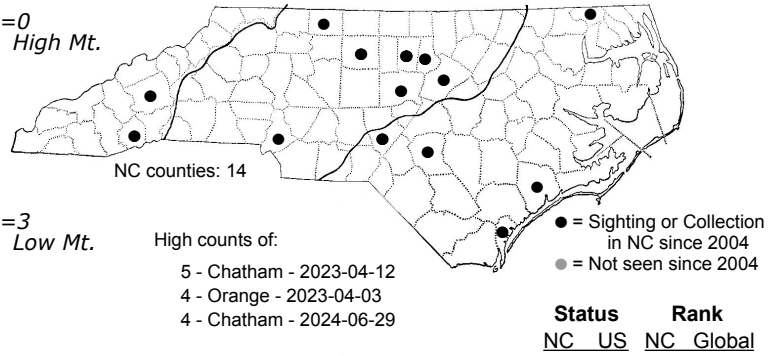 =0
High Mt.
NC counties: 14
=3
Low Mt.
High counts of:
5 - Chatham - 2023-04-12
4 - Orange - 2023-04-03
4 - Chatham - 2024-06-29
= Sighting or Collection
in NC since 2004
= Not seen since 2004
Status Rank
NC US NC Global